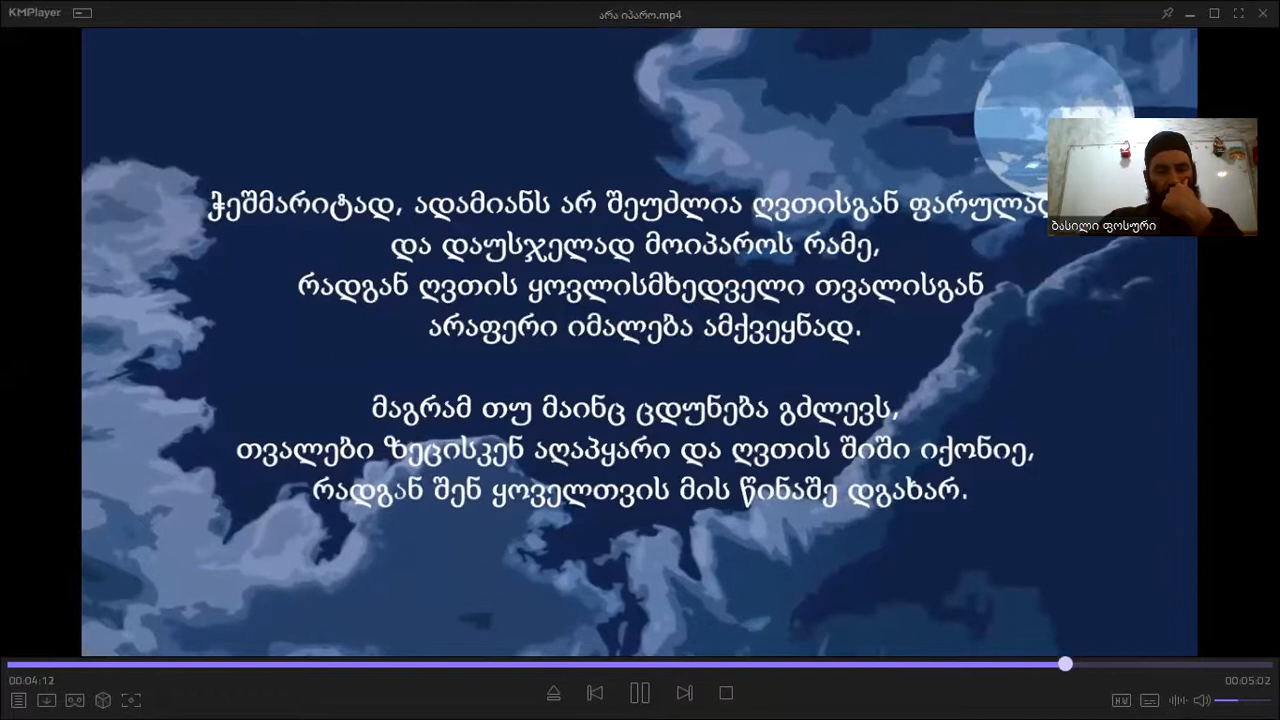 KMPlayer
არა იპარო.mp4
ჭეშმარიტად, ადამიანს არ შეუძლია ღვთისგან
და დაუსჯელად მოიპაროს რამე,
რადგან ღვთის ყოვლისმხედველი თვალისგან
არაფერი იმალება ამქვეყნად.
მაგრამ თუ მაინც ცდუნება გძლევს,
თვალები ზეცისკენ აღაპყარი და ღვთის შიში იქონიე,
რადგან შენ ყოველთვის მის წინაშე დგახარ.
ბასილი ფოსური
00:04:12
00:05:02
HW